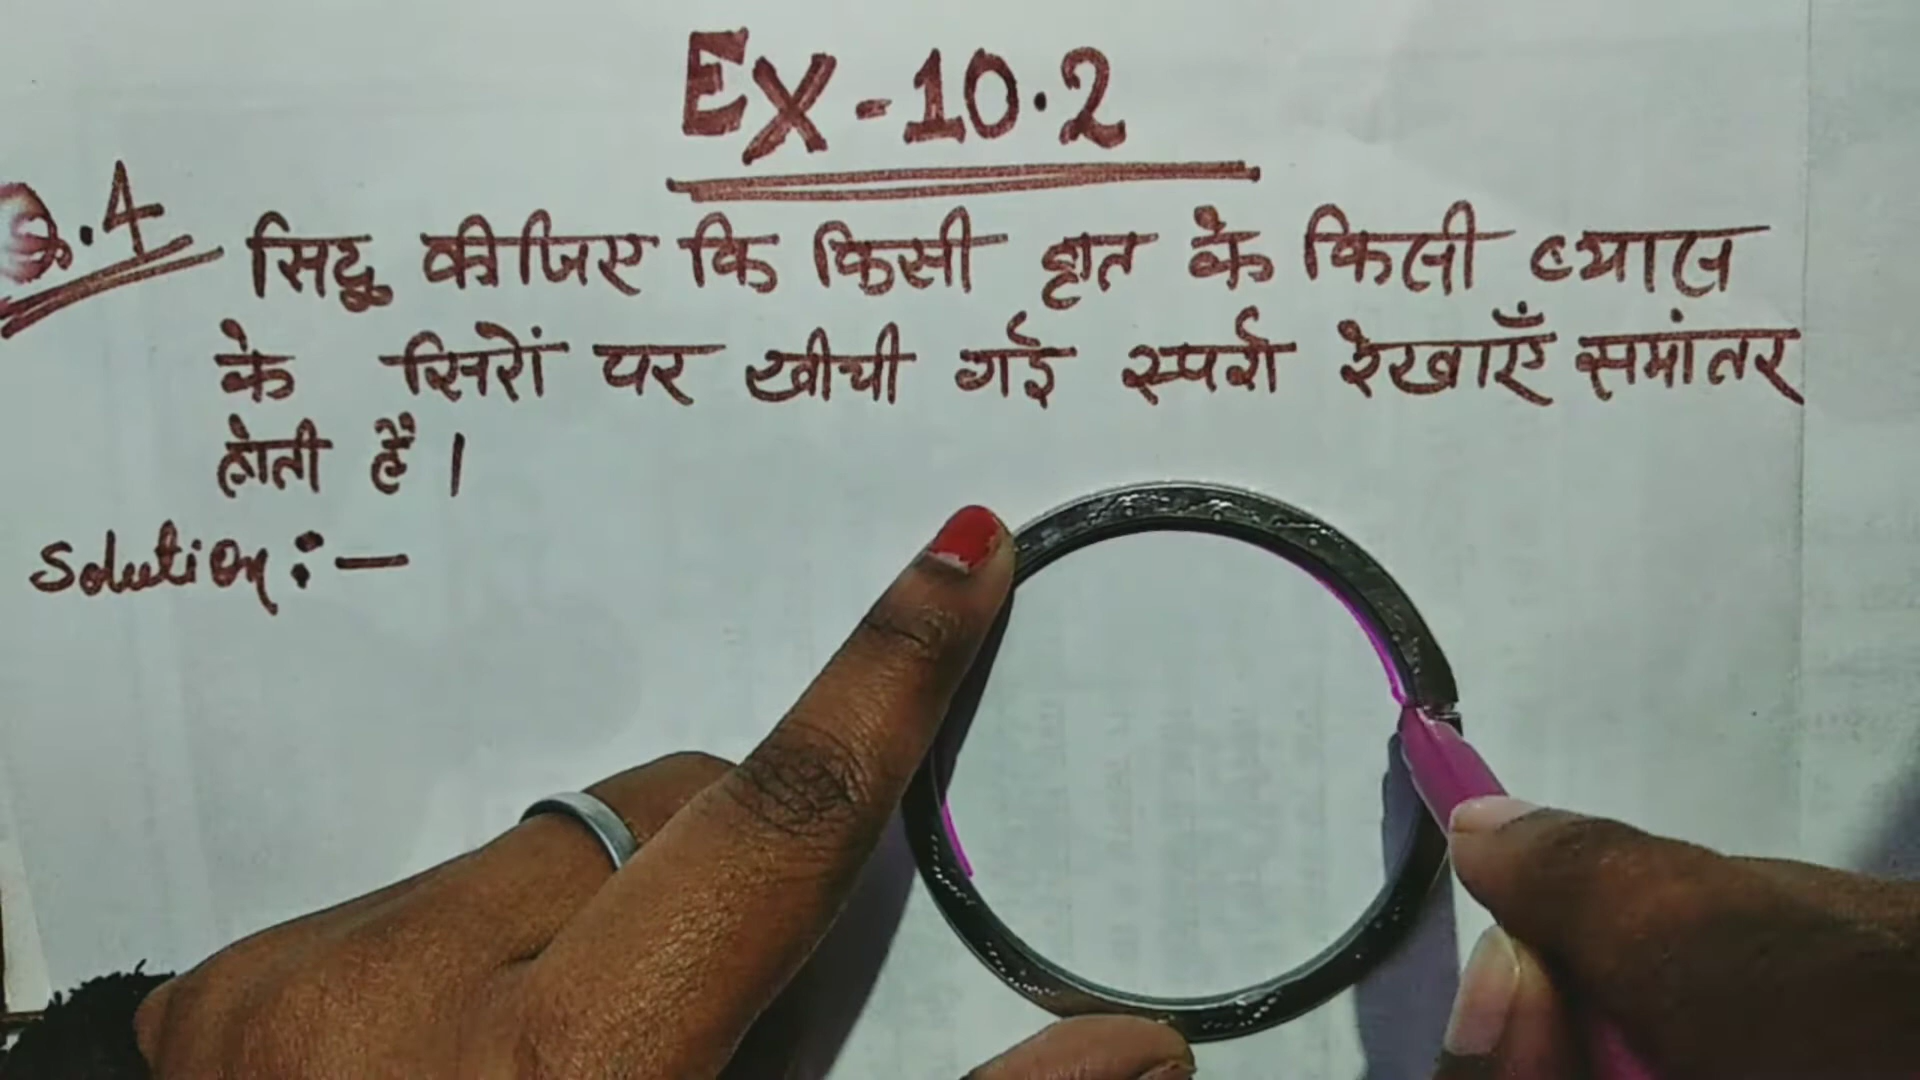 Ex-10.2
Q.4 सिद्ध कीजिए कि किसी वृत के किसी व्यास
के सिरों पर खीची गई स्पर्श रेखाएँ समांतर
होती हैं ।
Solution :-